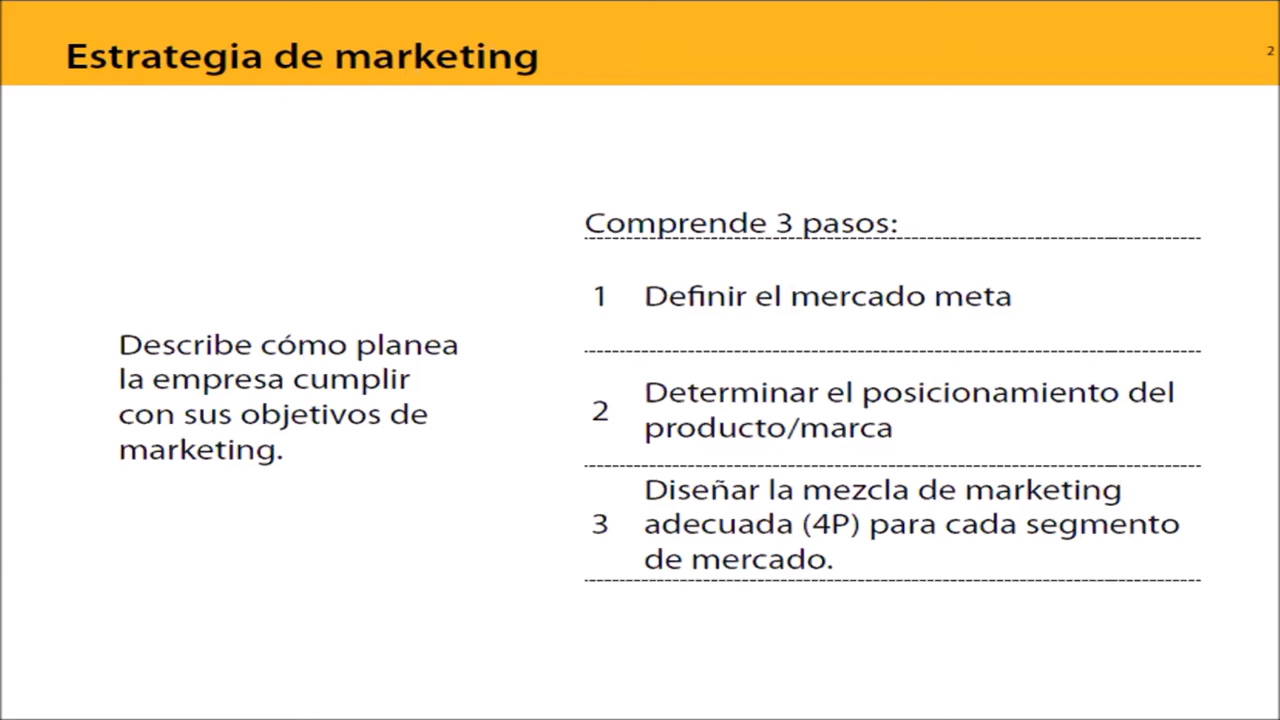 Estrategia de marketing
2
Describe cómo planea
la empresa cumplir
con sus objetivos de
marketing.
Comprende 3 pasos:
1 Definir el mercado meta
2 Determinar el posicionamiento del
producto/marca
3 Diseñar la mezcla de marketing
adecuada (4P) para cada segmento
de mercado.